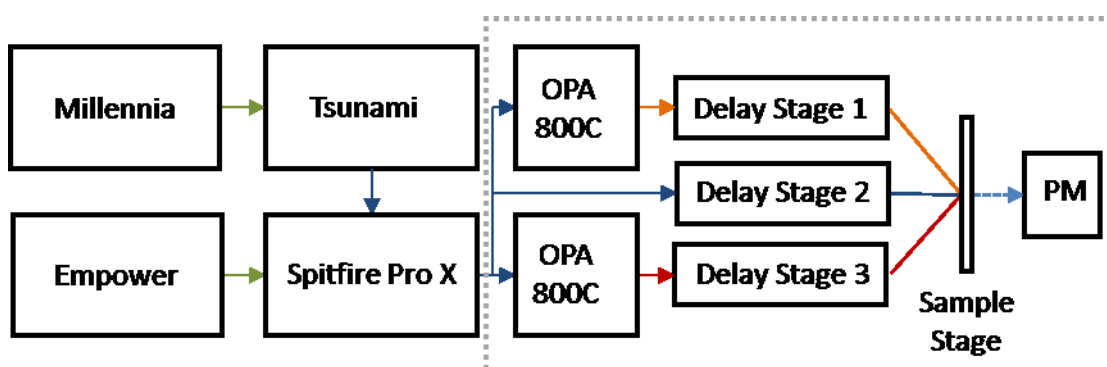 Millennia
Tsunami
OPA
800C
Delay Stage 1
Delay Stage 2
PM
Empower
Spitfire Pro X
OPA
800C
Delay Stage 3
Sample
Stage